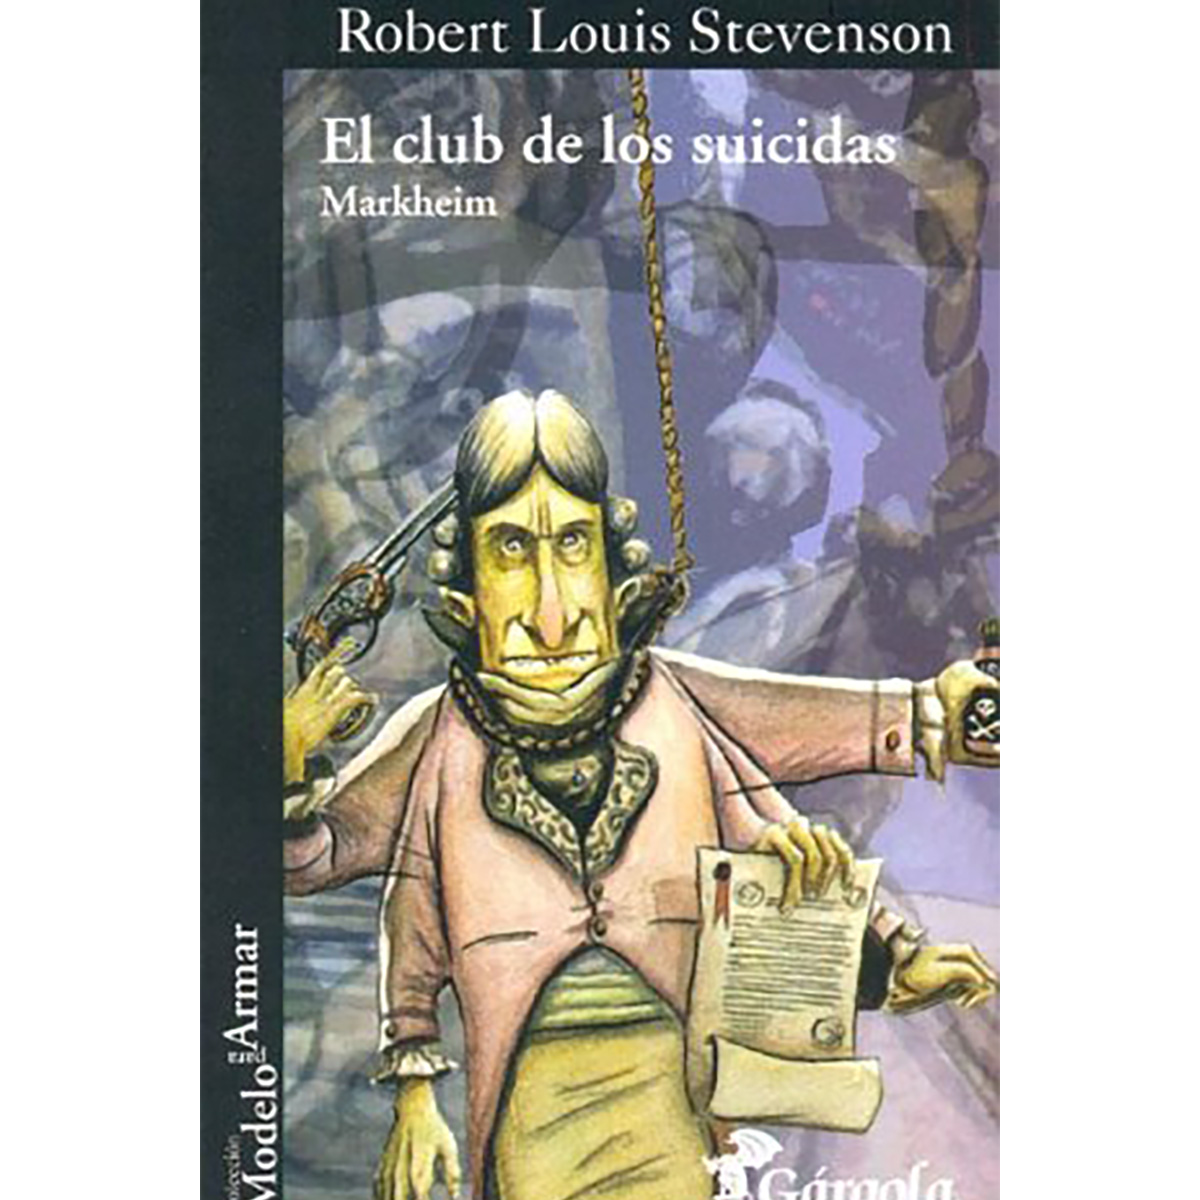 Robert Louis Stevenson
El club de los suicidas
Markheim
Modelo para Armar
Gárgola